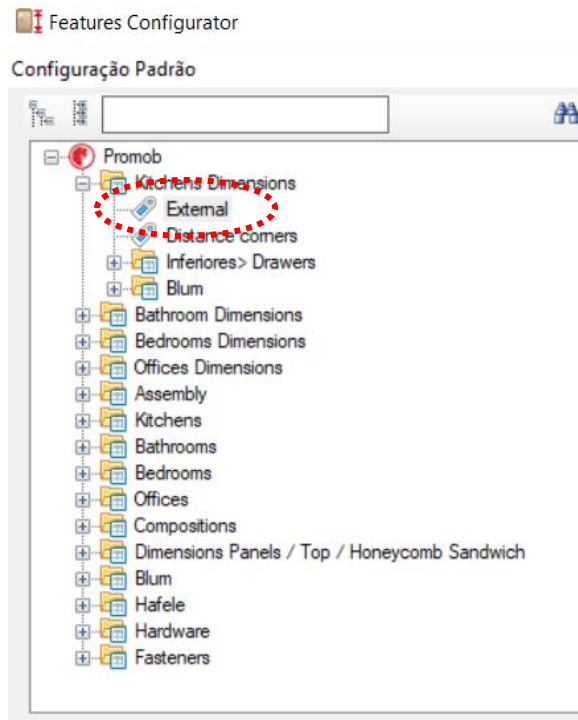 Features Configurator
Configuração Padrão
Promob
Kitchens Dimensions
External
Distance corners
Inferiores> Drawers
Blum
Bathroom Dimensions
Bedrooms Dimensions
Offices Dimensions
Assembly
Kitchens
Bathrooms
Bedrooms
Offices
Compositions
Dimensions Panels / Top / Honeycomb Sandwich
Blum
Hafele
Hardware
Fasteners